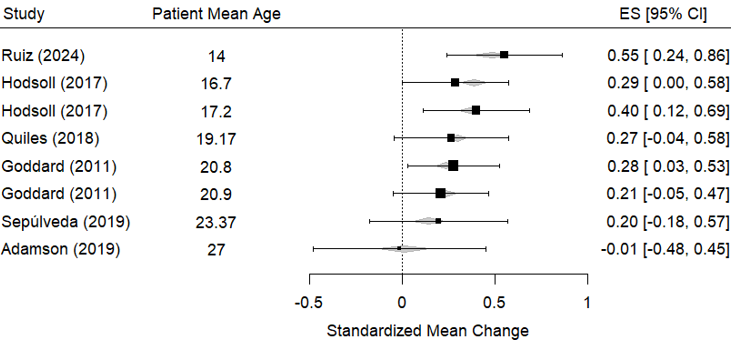 Study Patient Mean Age ES [95% CI]
Ruiz (2024) 14 0.55 [ 0.24, 0.86]
Hodsoll (2017) 16.7 0.29 [ 0.00, 0.58]
Hodsoll (2017) 17.2 0.40 [ 0.12, 0.69]
Quiles (2018) 19.17 0.27 [-0.04, 0.58]
Goddard (2011) 20.8 0.28 [ 0.03, 0.53]
Goddard (2011) 20.9 0.21 [-0.05, 0.47]
Sepúlveda (2019) 23.37 0.20 [-0.18, 0.57]
Adamson (2019) 27 -0.01 [-0.48, 0.45]
-0.5 0 0.5 1
Standardized Mean Change